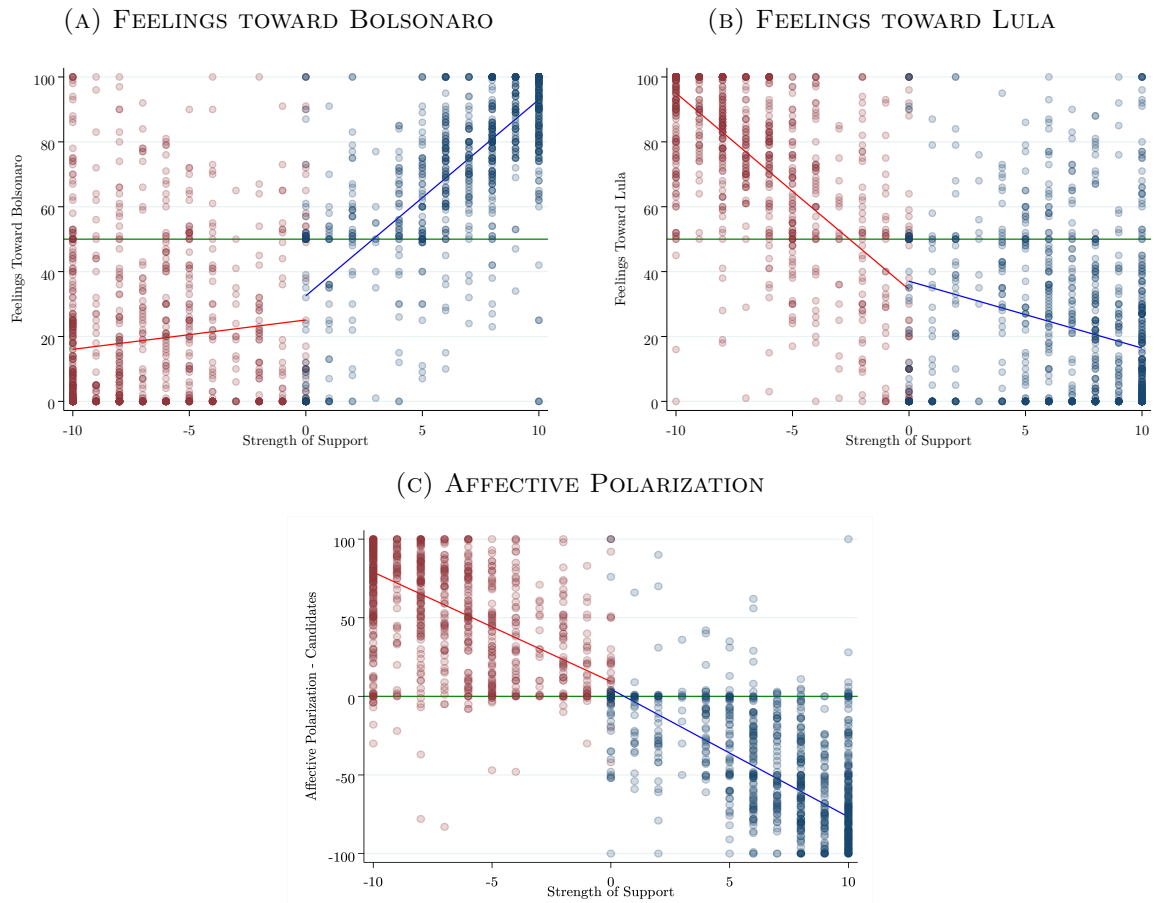 (A) Feelings toward Bolsonaro
Feelings Toward Bolsonaro
100
80
60
40
20
0
-10 -5 0 5 10
Strength of Support
(B) Feelings toward Lula
Feelings Toward Lula
100
80
60
40
20
0
-10 -5 0 5 10
Strength of Support
(C) Affective Polarization
Affective Polarization - Candidates
100
50
0
-50
-100
-10 -5 0 5 10
Strength of Support